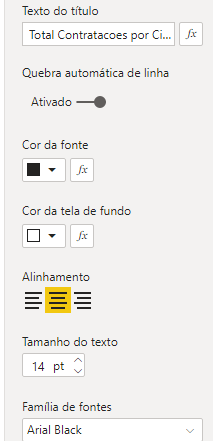 Texto do título
Total Contratacoes por Ci...
fx
Quebra automática de linha
Ativado
Cor da fonte
fx
Cor da tela de fundo
fx
Alinhamento
Tamanho do texto
14 pt
Família de fontes
Arial Black